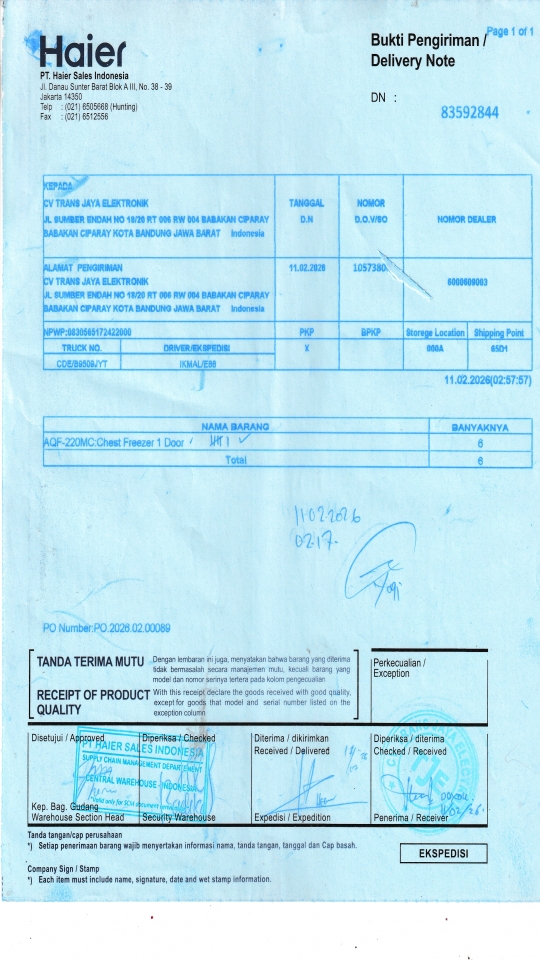 Page 1 of 1
Haier
Bukti Pengiriman /
Delivery Note
PT. Haier Sales Indonesia
Jl. Danau Sunter Barat Blok A III, No. 38 - 39
Jakarta 14350
Telp : (021) 6505668 (Hunting)
Fax : (021) 6512556
DN :
83592844
KEPADA
CV TRANS JAYA ELEKTRONIK
JL SUMBER ENDAH NO 18/20 RT 006 RW 004 BABAKAN CIPARAY
BABAKAN CIPARAY KOTA BANDUNG JAWA BARAT Indonesia
TANGGAL
D.N
NOMOR
D.O.V/SO
NOMOR DEALER
ALAMAT PENGIRIMAN
CV TRANS JAYA ELEKTRONIK
JL SUMBER ENDAH NO 18/20 RT 006 RW 004 BABAKAN CIPARAY
BABAKAN CIPARAY KOTA BANDUNG JAWA BARAT Indonesia
11.02.2026
1057380
6000609003
NPWP:0830565172422000
PKP
BPKP
Storege Location
Shipping Point
TRUCK NO.
DRIVER/EKSPEDISI
X
000A
65D1
CDE/B9509JYT
IKMAL/E88
11.02.2026(02:57:57)
NAMA BARANG
BANYAKNYA
AQF-220MC:Chest Freezer 1 Door
6
Total
6
11.02.2026
02.17.
Yogi
PO Number:PO.2026.02.00089
TANDA TERIMA MUTU
Dengan lembaran ini juga, menyatakan bahwa barang yang diterima
tidak bermasalah secara manajemen mutu, kecuali barang yang
model dan nomor serinya tertera pada kolom pengecualian
RECEIPT OF PRODUCT
QUALITY
With this receipt declare the goods received with good quality,
except for goods that model and serial number listed on the
exception column
Perkecualian /
Exception
Disetujui / Approved
Diperiksa / Checked
Diterima / dikirimkan
Received / Delivered
Diperiksa / diterima
Checked / Received
PT HAIER SALES INDONESIA
SUPPLY CHAIN MANAGEMENT DEPARTEMENT
CENTRAL WAREHOUSE - INDONESIA
Kep. Bag. Gudang
Warehouse Section Head
Security Warehouse
Expedisi / Expedition
Penerima / Receiver
Tanda tangan/cap perusahaan
*) Setiap penerimaan barang wajib menyertakan informasi nama, tanda tangan, tanggal dan Cap basah.
EKSPEDISI
Company Sign / Stamp
*) Each item must include name, signature, date and wet stamp information.